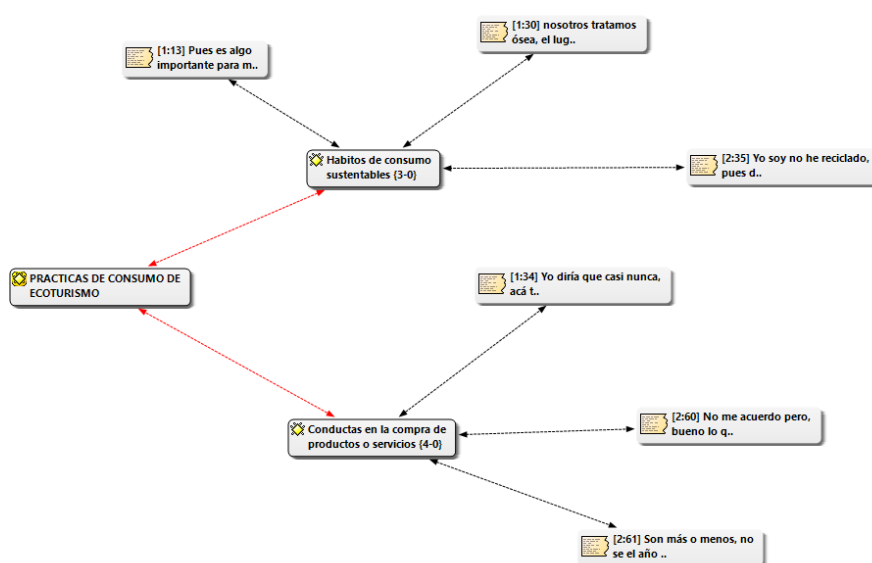 [1:30] nosotros tratamos
ósea, el lug..
[1:13] Pues es algo
importante para m..
Habitos de consumo
sustentables {3-0}
[2:35] Yo soy no he reciclado,
pues d..
PRACTICAS DE CONSUMO DE
ECOTURISMO
[1:34] Yo diría que casi nunca,
acá t..
Conductas en la compra de
productos o servicios {4-0}
[2:60] No me acuerdo pero,
bueno lo q..
[2:61] Son más o menos, no
se el año ..